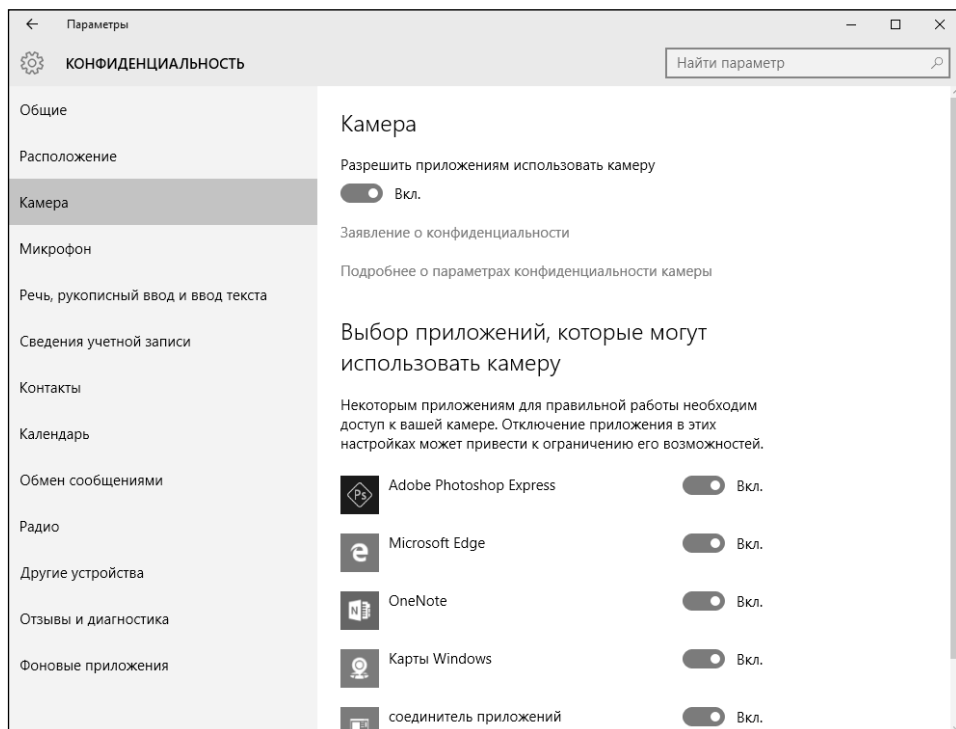 Параметры
КОНФИДЕНЦИАЛЬНОСТЬ
Найти параметр
Общие
Расположение
Камера
Микрофон
Речь, рукописный ввод и ввод текста
Сведения учетной записи
Контакты
Календарь
Обмен сообщениями
Радио
Другие устройства
Отзывы и диагностика
Фоновые приложения
Камера
Разрешить приложениям использовать камеру
Вкл.
Заявление о конфиденциальности
Подробнее о параметрах конфиденциальности камеры
Выбор приложений, которые могут
использовать камеру
Некоторым приложениям для правильной работы необходим
доступ к вашей камере. Отключение приложения в этих
настройках может привести к ограничению его возможностей.
Ps Adobe Photoshop Express Вкл.
Microsoft Edge Вкл.
N OneNote Вкл.
Карты Windows Вкл.
соединитель приложений Вкл.